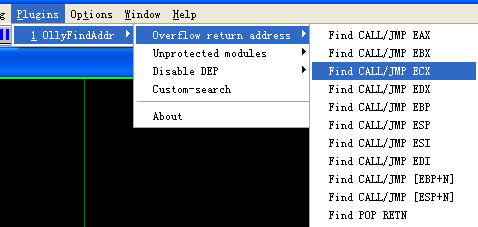 g Plugins Options Window Help
1 OllyFindAddr
Overflow return address
Unprotected modules
Disable DEP
Custom-search
About
Find CALL/JMP EAX
Find CALL/JMP EBX
Find CALL/JMP ECX
Find CALL/JMP EDX
Find CALL/JMP EBP
Find CALL/JMP ESP
Find CALL/JMP ESI
Find CALL/JMP EDI
Find CALL/JMP [EBP+N]
Find CALL/JMP [ESP+N]
Find POP RETN